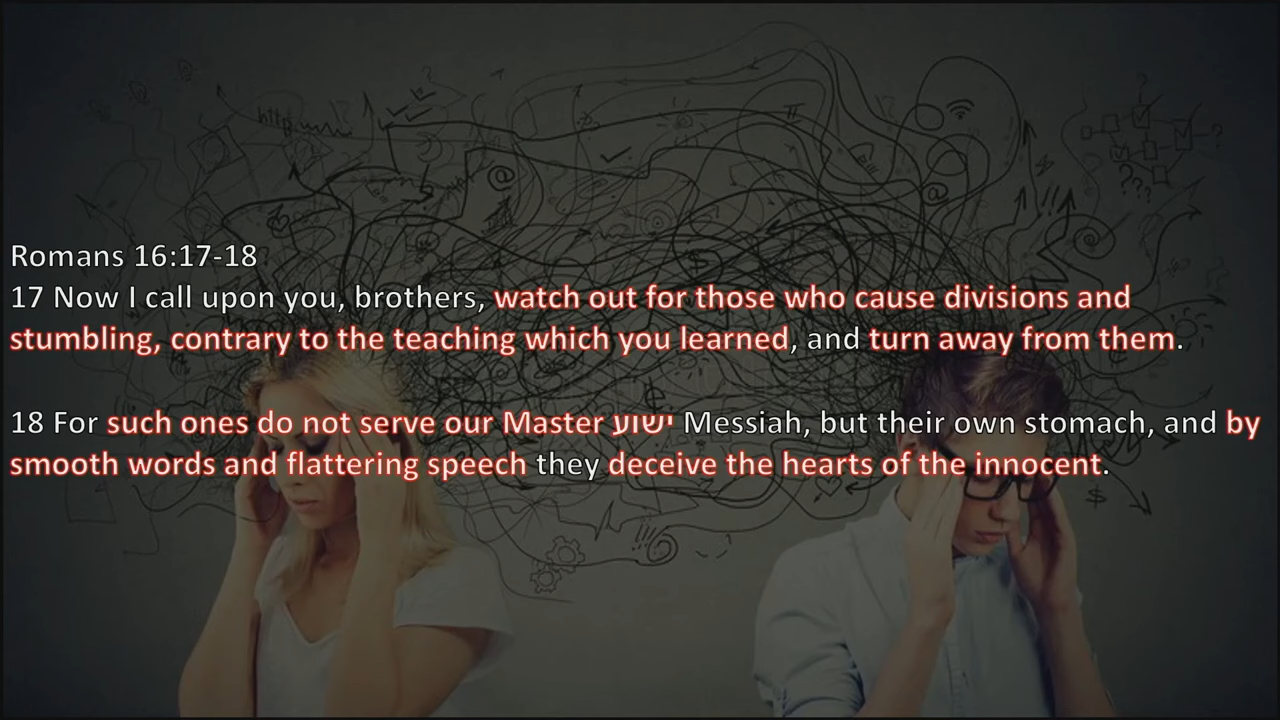 Romans 16:17-18
17 Now I call upon you, brothers, watch out for those who cause divisions and
stumbling, contrary to the teaching which you learned, and turn away from them.
18 For such ones do not serve our Master ישוע Messiah, but their own stomach, and by
smooth words and flattering speech they deceive the hearts of the innocent.